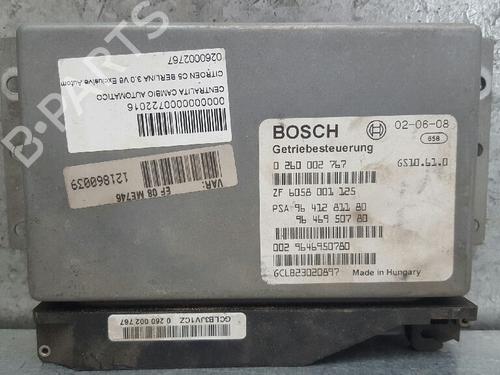 B-PARTS
0260002767
CITROËN C5 BERLINA 3.0 V6 Exclusive Autom
CENTRALITA CAMBIO AUTOMATICO
0000000000722016
VAR:
EF 08 ME746
121860039
BOSCH
02-06-08
Getriebesteuerung
658
0 260 002 767
GS10.61.0
ZF 6058 001 125
PSA 96 412 811 80
96 469 507 80
002 9646950780
GCLB23020897
Made in Hungary
GCLB3JV1CZ
0 260 002 767